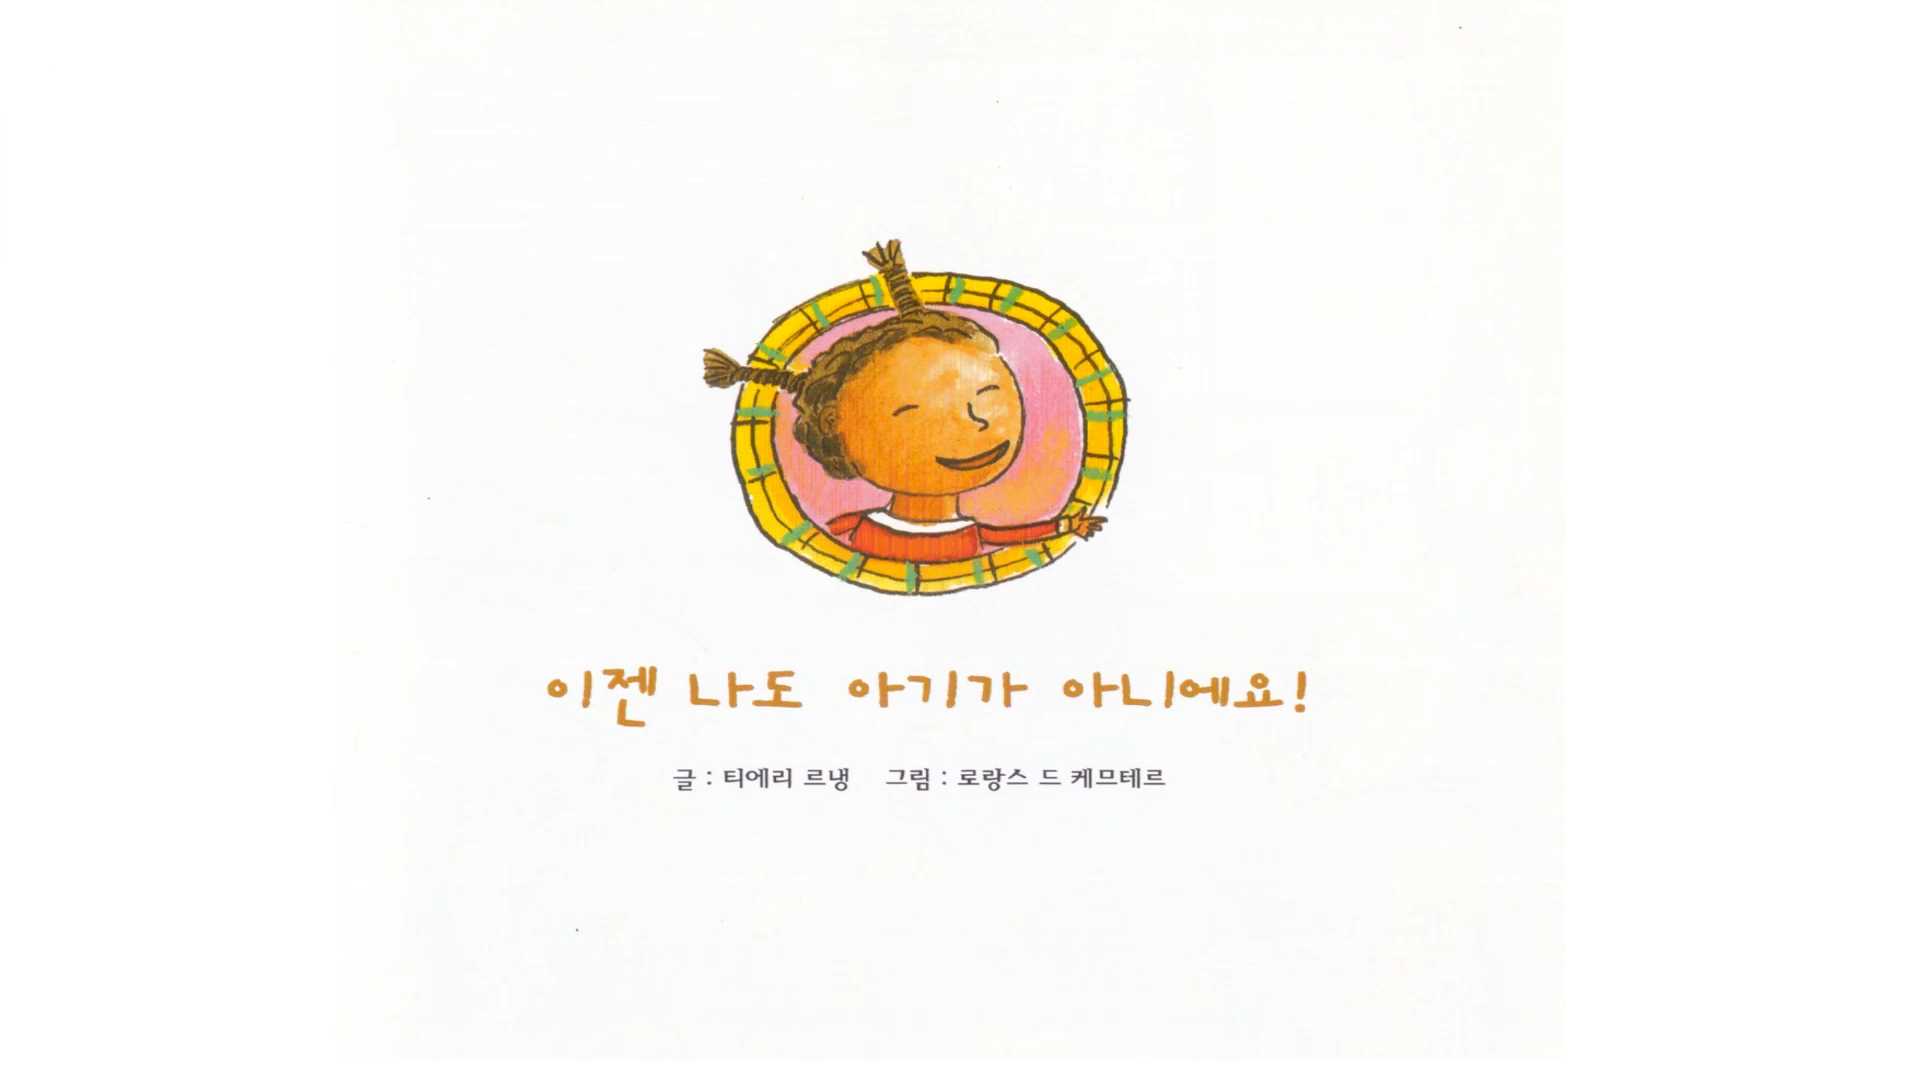 이젠 나도 아기가 아니에요!
글 : 티에리 르냉 그림 : 로랑스 드 케므테르